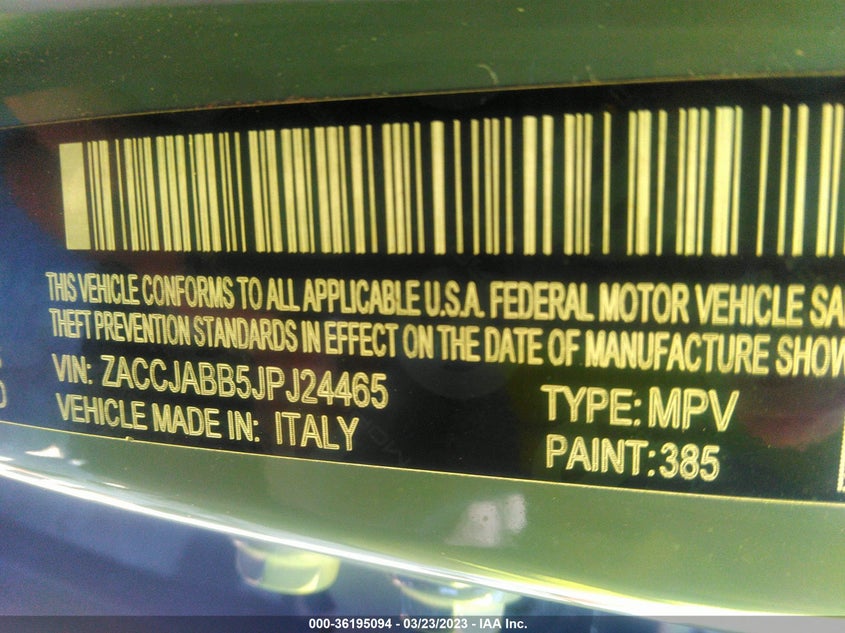 THIS VEHICLE CONFORMS TO ALL APPLICABLE U.S.A. FEDERAL MOTOR VEHICLE SA
THEFT PREVENTION STANDARDS IN EFFECT ON THE DATE OF MANUFACTURE SHOW
VIN: ZACCJABB5JPJ24465
TYPE: MPV
VEHICLE MADE IN: ITALY
PAINT: 385
000-36195094 // 03/23/2023 - IAA Inc.